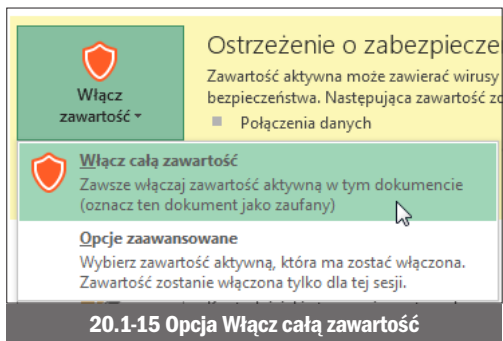 Ostrzeżenie o zabezpiecze
Zawartość aktywna może zawierać wirusy
bezpieczeństwa. Następująca zawartość zo
Połączenia danych
Włącz
zawartość
Włącz całą zawartość
Zawsze włączaj zawartość aktywną w tym dokumencie
(oznacz ten dokument jako zaufany)
Opcje zaawansowane
Wybierz zawartość aktywną, która ma zostać włączona.
Zawartość zostanie włączona tylko dla tej sesji.
20.1-15 Opcja Włącz całą zawartość